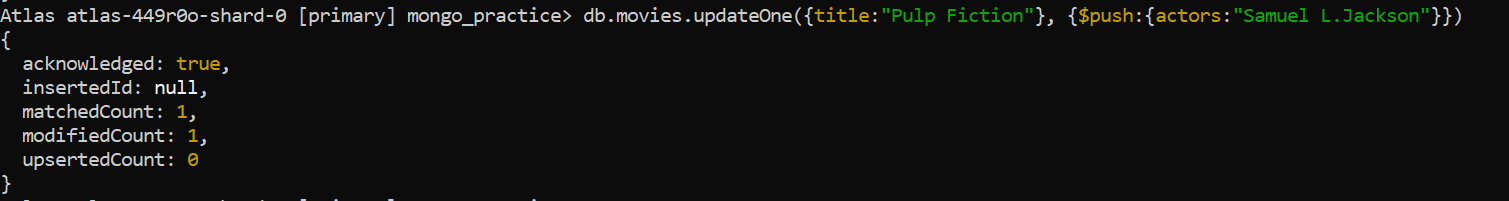 Atlas atlas-449r0o-shard-0 [primary] mongo_practice> db.movies.updateOne({title:"Pulp Fiction"}, {$push:{actors:"Samuel L.Jackson"}})
{
  acknowledged: true,
  insertedId: null,
  matchedCount: 1,
  modifiedCount: 1,
  upsertedCount: 0
}